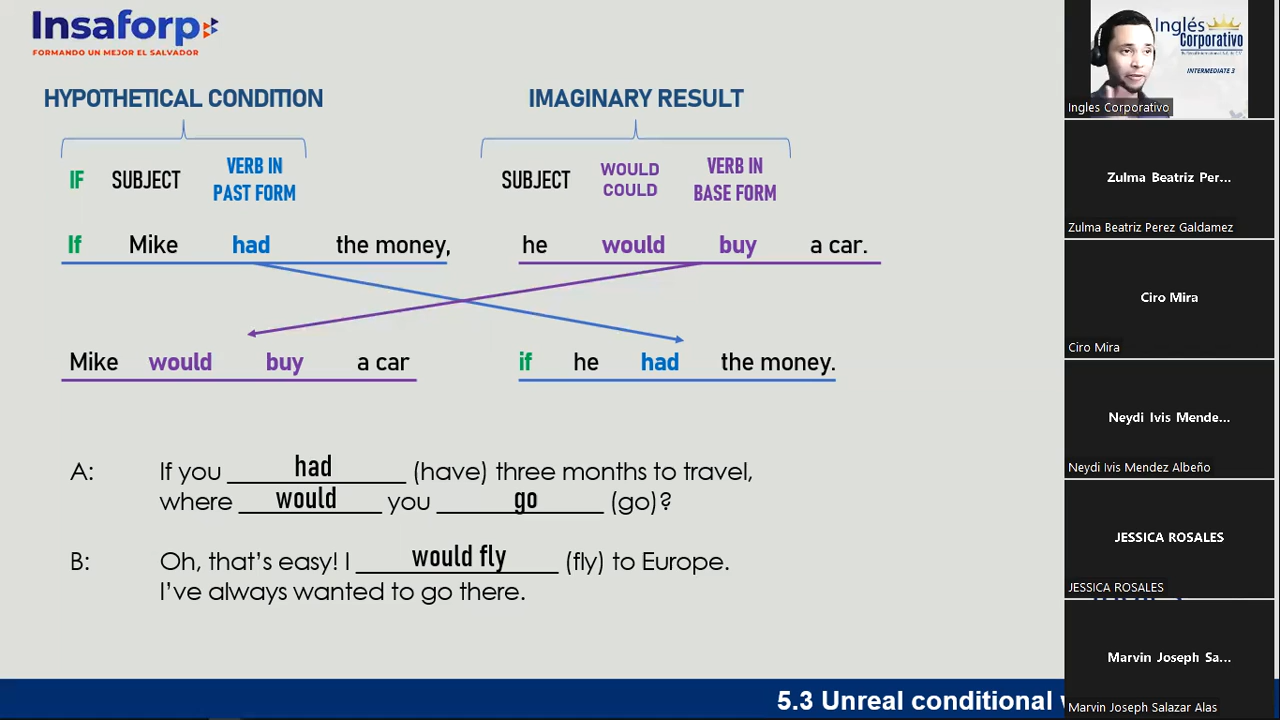 Insaforp
FORMANDO UN MEJOR EL SALVADOR
HYPOTHETICAL CONDITION
IMAGINARY RESULT
IF SUBJECT VERB IN PAST FORM
SUBJECT WOULD COULD VERB IN BASE FORM
If Mike had the money, he would buy a car.
Mike would buy a car if he had the money.
A: If you had (have) three months to travel,
where would you go (go)?
B: Oh, that's easy! I would fly (fly) to Europe.
I've always wanted to go there.
5.3 Unreal conditional
Inglés
Corporativo
INTERMEDIATE 3
Ingles Corporativo
Zulma Beatriz Per...
Zulma Beatriz Perez Galdamez
Ciro Mira
Ciro Mira
Neydi Ivis Mende...
Neydi Ivis Mendez Albeño
JESSICA ROSALES
JESSICA ROSALES
Marvin Joseph Sa...
Marvin Joseph Salazar Alas